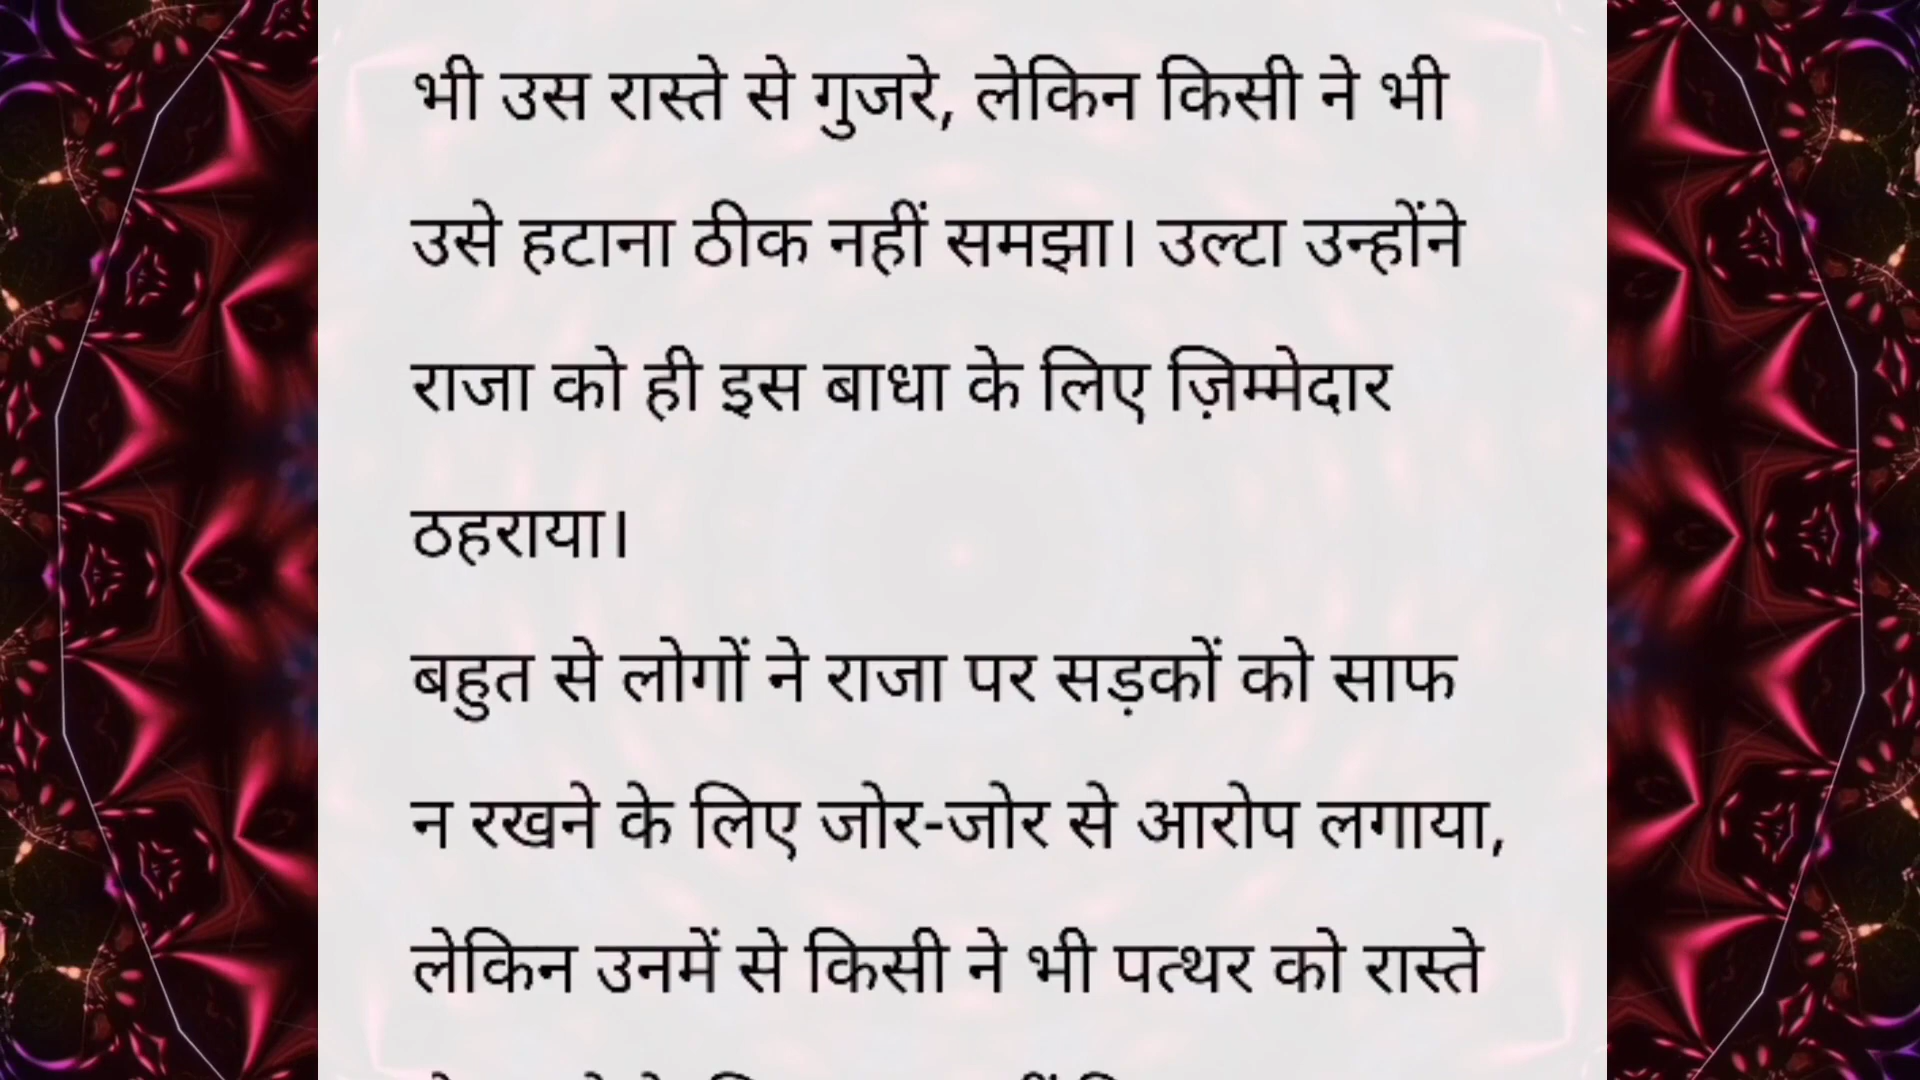 भी उस रास्ते से गुजरे, लेकिन किसी ने भी
उसे हटाना ठीक नहीं समझा। उल्टा उन्होंने
राजा को ही इस बाधा के लिए ज़िम्मेदार
ठहराया।
बहुत से लोगों ने राजा पर सड़कों को साफ
न रखने के लिए जोर-जोर से आरोप लगाया,
लेकिन उनमें से किसी ने भी पत्थर को रास्ते